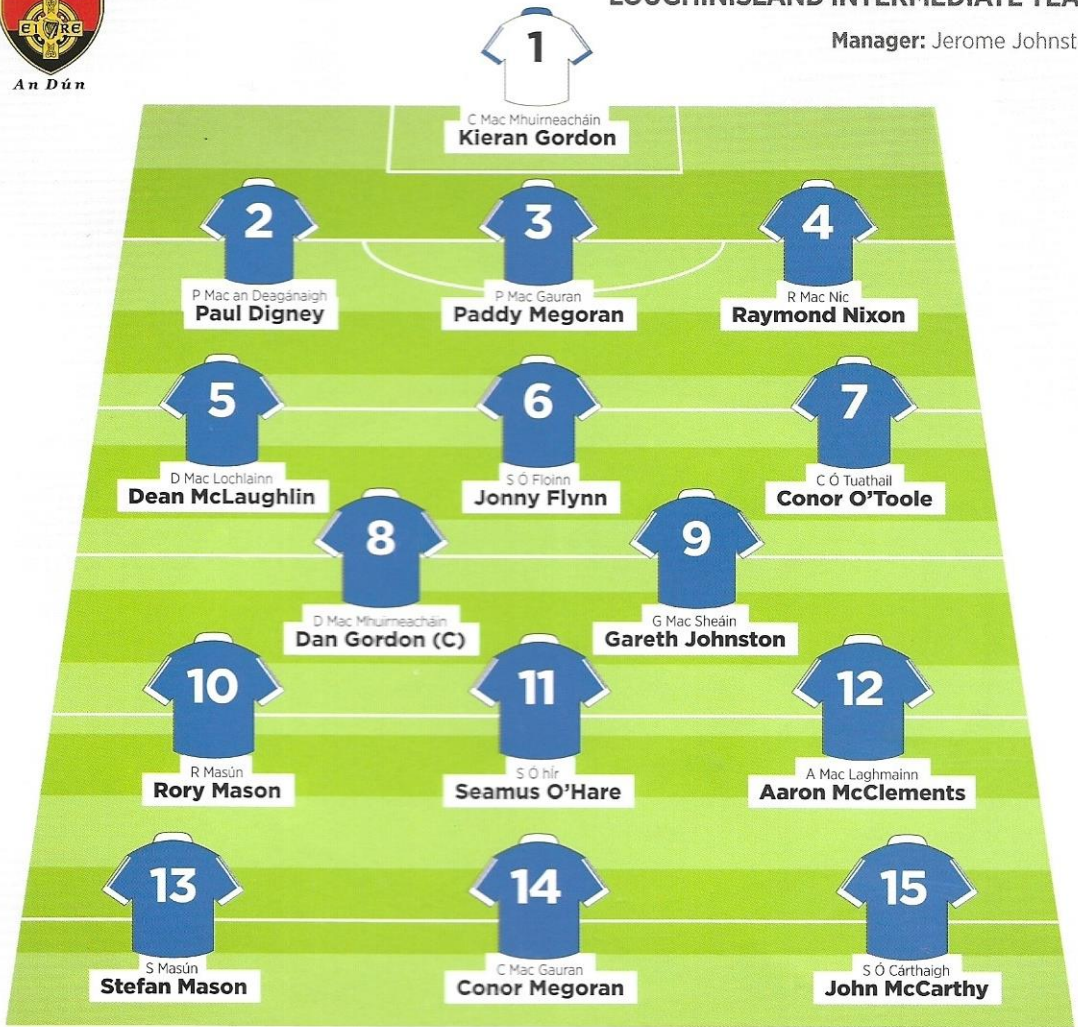 LOUGHINISLAND INTERMEDIATE TEA
Manager: Jerome Johnst
EIRE
An Dún
1
C Mac Mhuirneacháin
Kieran Gordon
2
P Mac an Deagánaigh
Paul Digney
3
P Mac Gauran
Paddy Megoran
4
R Mac Nic
Raymond Nixon
5
D Mac Lochlainn
Dean McLaughlin
6
S Ó Floinn
Jonny Flynn
7
C Ó Tuathail
Conor O'Toole
8
D Mac Mhuirneacháin
Dan Gordon (C)
9
G Mac Sheáin
Gareth Johnston
10
R Masún
Rory Mason
11
S Ó hÍr
Seamus O'Hare
12
A Mac Laghmainn
Aaron McClements
13
S Masún
Stefan Mason
14
C Mac Gauran
Conor Megoran
15
S Ó Cárthaigh
John McCarthy